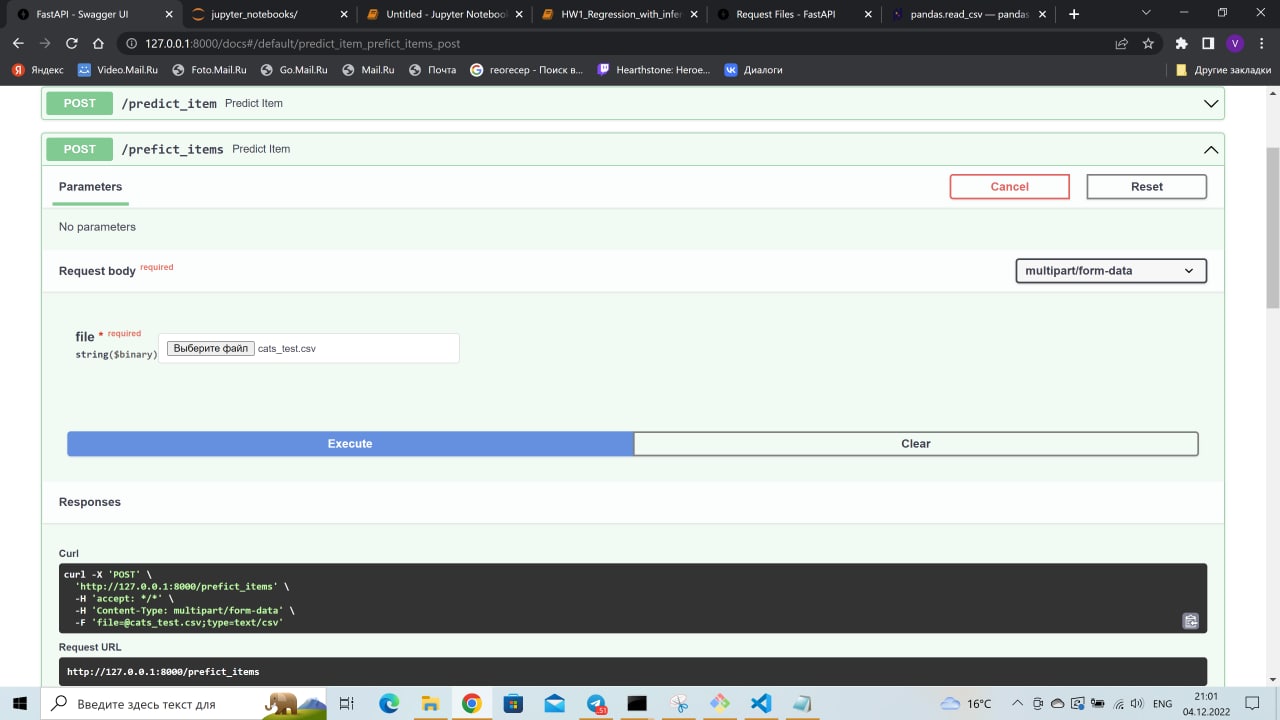 FastAPI - Swagger UI
jupyter_notebooks/
Untitled - Jupyter Notebook
HW1_Regression_with_infer
Request Files - FastAPI
pandas.read_csv — pandas
127.0.0.1:8000/docs#/default/predict_item_prefict_items_post
V
Яндекс
Video.Mail.Ru
Foto.Mail.Ru
Go.Mail.Ru
Mail.Ru
Почта
георесер - Поиск в...
Hearthstone: Heroe...
Диалоги
Другие закладки
POST /predict_item Predict Item
POST /prefict_items Predict Item
Parameters
Cancel
Reset
No parameters
Request body required
multipart/form-data
file * required
string($binary)
Выберите файл cats_test.csv
Execute
Clear
Responses
Curl
curl -X 'POST' \
'http://127.0.0.1:8000/prefict_items' \
-H 'accept: */*' \
-H 'Content-Type: multipart/form-data' \
-F 'file=@cats_test.csv;type=text/csv'
Request URL
http://127.0.0.1:8000/prefict_items
Введите здесь текст для
16°C
ENG
21:01
04.12.2022